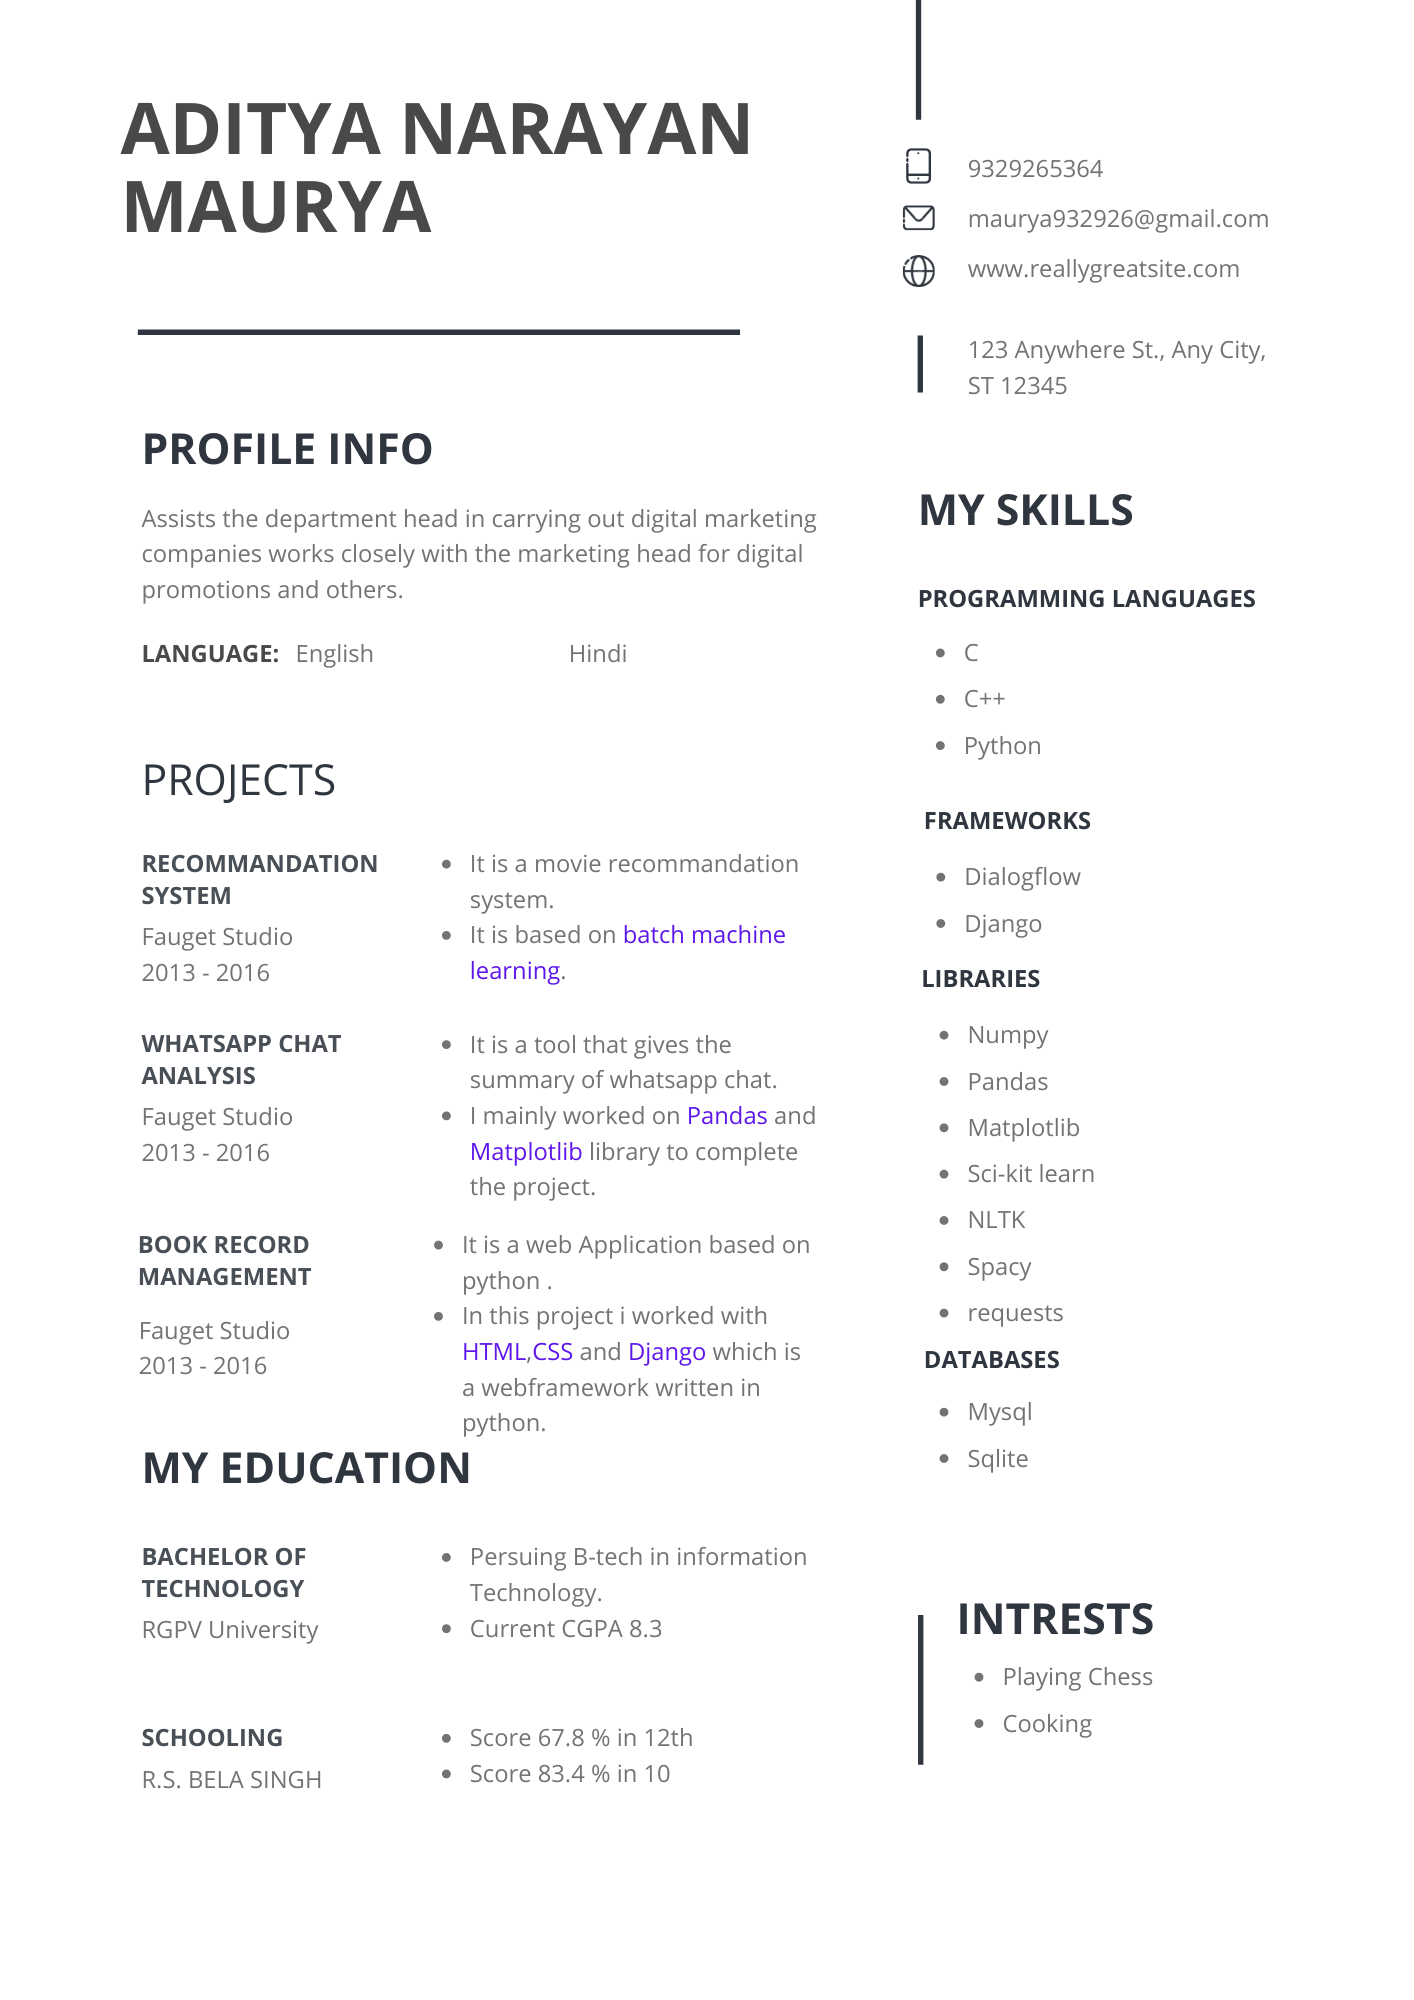 ADITYA NARAYAN
MAURYA
9329265364
maurya932926@gmail.com
www.reallygreatsite.com
123 Anywhere St., Any City,
ST 12345
PROFILE INFO
Assists the department head in carrying out digital marketing
companies works closely with the marketing head for digital
promotions and others.
LANGUAGE: English Hindi
PROJECTS
RECOMMANDATION
SYSTEM
Fauget Studio
2013 - 2016
• It is a movie recommandation
system.
• It is based on batch machine
learning.
WHATSAPP CHAT
ANALYSIS
Fauget Studio
2013 - 2016
• It is a tool that gives the
summary of whatsapp chat.
• I mainly worked on Pandas and
Matplotlib library to complete
the project.
BOOK RECORD
MANAGEMENT
Fauget Studio
2013 - 2016
• It is a web Application based on
python .
• In this project i worked with
HTML,CSS and Django which is
a webframework written in
python.
MY EDUCATION
BACHELOR OF
TECHNOLOGY
RGPV University
• Persuing B-tech in information
Technology.
• Current CGPA 8.3
SCHOOLING
R.S. BELA SINGH
• Score 67.8 % in 12th
• Score 83.4 % in 10
MY SKILLS
PROGRAMMING LANGUAGES
• C
• C++
• Python
FRAMEWORKS
• Dialogflow
• Django
LIBRARIES
• Numpy
• Pandas
• Matplotlib
• Sci-kit learn
• NLTK
• Spacy
• requests
DATABASES
• Mysql
• Sqlite
INTRESTS
• Playing Chess
• Cooking